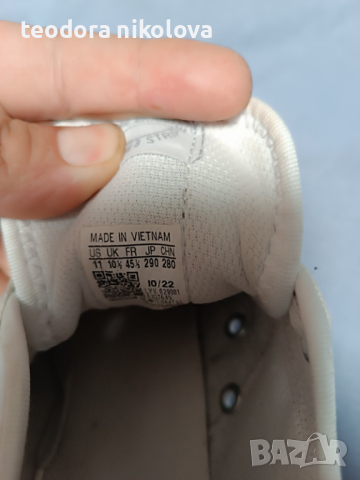 teodora nikolova
MADE IN VIETNAM
US UK FR JP CHN
11 10½ 45⅓ 290 280
10/22
BAZAR